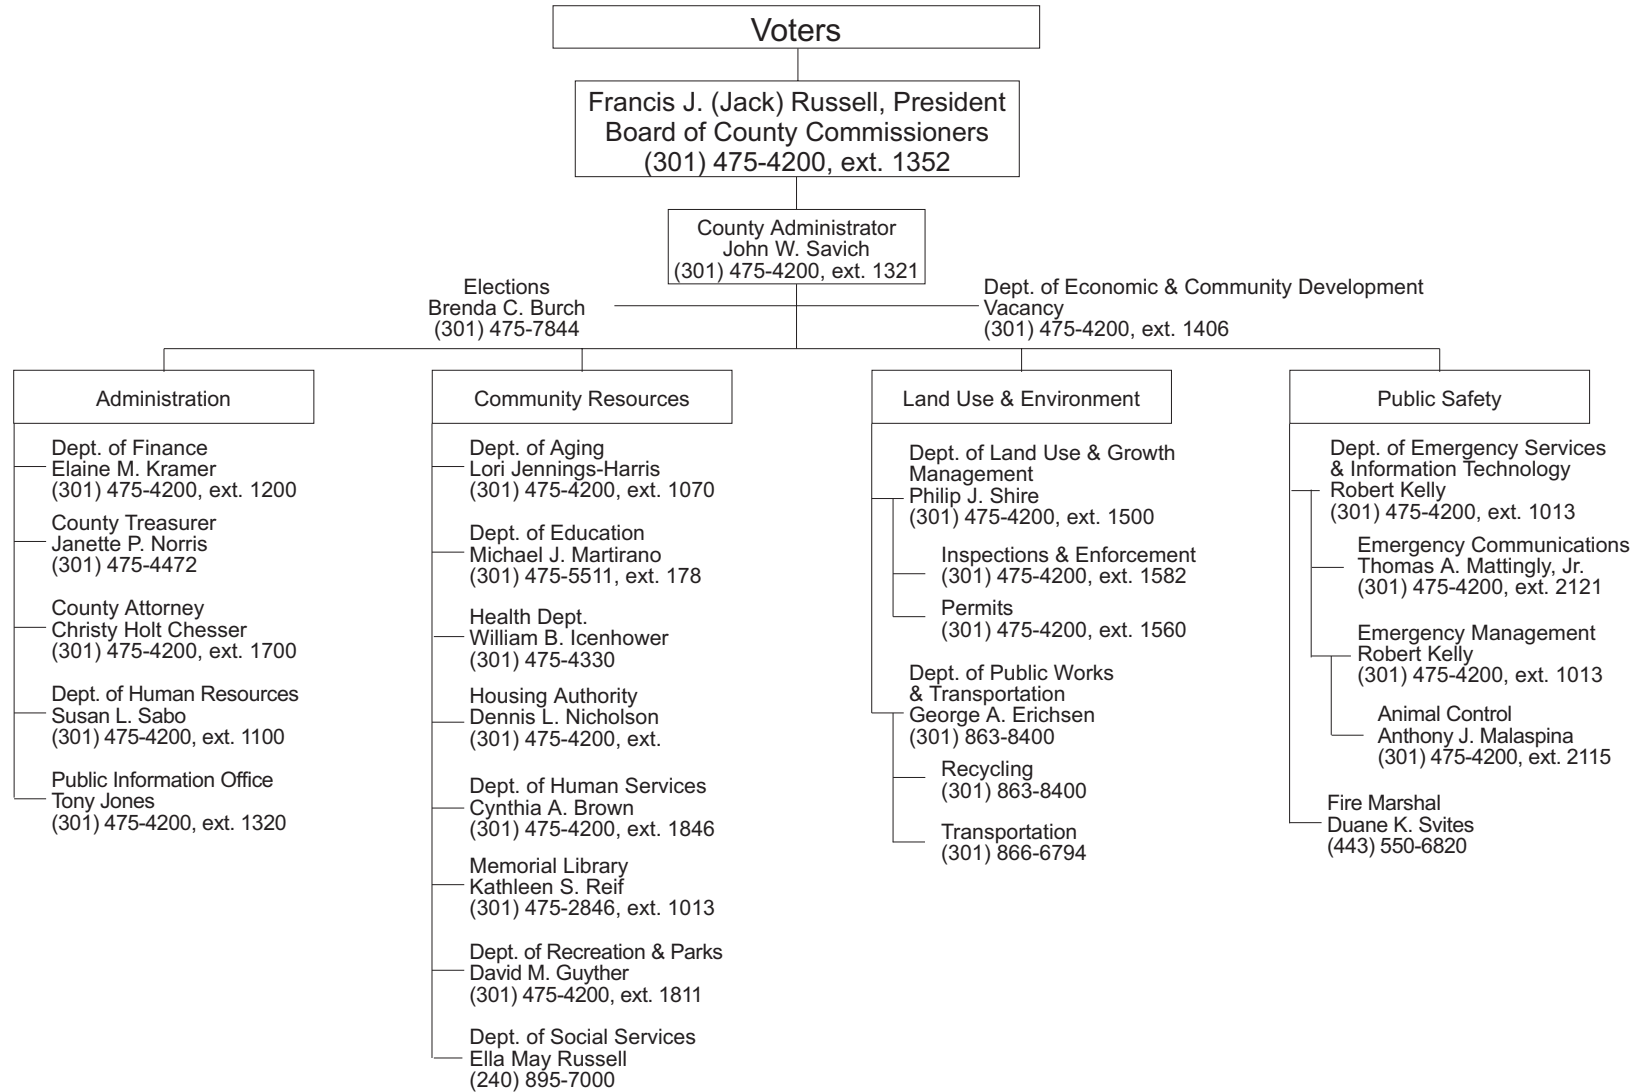 Voters
Francis J. (Jack) Russell, President
Board of County Commissioners
(301) 475-4200, ext. 1352
County Administrator
John W. Savich
(301) 475-4200, ext. 1321
Elections
Brenda C. Burch
(301) 475-7844
Dept. of Economic & Community Development
Vacancy
(301) 475-4200, ext. 1406
Administration
Dept. of Finance
Elaine M. Kramer
(301) 475-4200, ext. 1200
County Treasurer
Janette P. Norris
(301) 475-4472
County Attorney
Christy Holt Chesser
(301) 475-4200, ext. 1700
Dept. of Human Resources
Susan L. Sabo
(301) 475-4200, ext. 1100
Public Information Office
Tony Jones
(301) 475-4200, ext. 1320
Community Resources
Dept. of Aging
Lori Jennings-Harris
(301) 475-4200, ext. 1070
Dept. of Education
Michael J. Martirano
(301) 475-5511, ext. 178
Health Dept.
William B. Icenhower
(301) 475-4330
Housing Authority
Dennis L. Nicholson
(301) 475-4200, ext.
Dept. of Human Services
Cynthia A. Brown
(301) 475-4200, ext. 1846
Memorial Library
Kathleen S. Reif
(301) 475-2846, ext. 1013
Dept. of Recreation & Parks
David M. Guyther
(301) 475-4200, ext. 1811
Dept. of Social Services
Ella May Russell
(240) 895-7000
Land Use & Environment
Dept. of Land Use & Growth
Management
Philip J. Shire
(301) 475-4200, ext. 1500
Inspections & Enforcement
(301) 475-4200, ext. 1582
Permits
(301) 475-4200, ext. 1560
Dept. of Public Works
& Transportation
George A. Erichsen
(301) 863-8400
Recycling
(301) 863-8400
Transportation
(301) 866-6794
Public Safety
Dept. of Emergency Services
& Information Technology
Robert Kelly
(301) 475-4200, ext. 1013
Emergency Communications
Thomas A. Mattingly, Jr.
(301) 475-4200, ext. 2121
Emergency Management
Robert Kelly
(301) 475-4200, ext. 1013
Animal Control
Anthony J. Malaspina
(301) 475-4200, ext. 2115
Fire Marshal
Duane K. Svites
(443) 550-6820